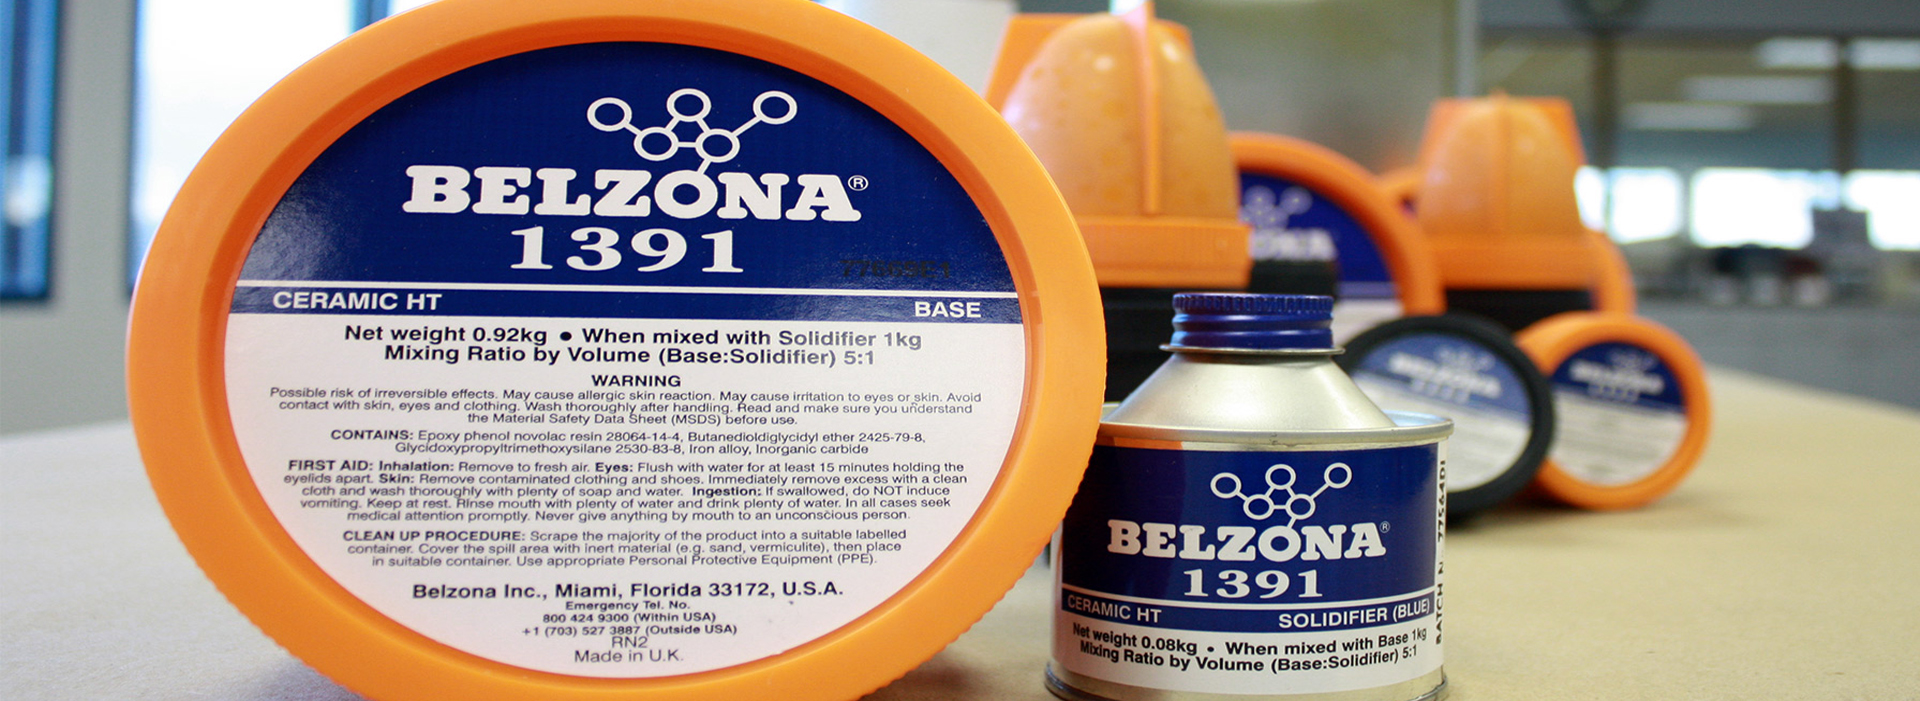 BELZONA®
1391
CERAMIC HT
BASE
Net weight 0.92kg ● When mixed with Solidifier 1kg
Mixing Ratio by Volume (Base:Solidifier) 5:1
WARNING
Possible risk of irreversible effects. May cause allergic skin reaction. May cause irritation to eyes or skin. Avoid
contact with skin, eyes and clothing. Wash thoroughly after handling. Read and make sure you understand
the Material Safety Data Sheet (MSDS) before use.
CONTAINS: Epoxy phenol novolac resin 28064-14-4, Butanedioldiglycidyl ether 2425-79-8,
Glycidoxypropyltrimethoxysilane 2530-83-8, Iron alloy, Inorganic carbide
FIRST AID: Inhalation: Remove to fresh air. Eyes: Flush with water for at least 15 minutes holding the
eyelids apart. Skin: Remove contaminated clothing and shoes. Immediately remove excess with a clean
cloth and wash thoroughly with plenty of soap and water. Ingestion: If swallowed, do NOT induce
vomiting. Keep at rest. Rinse mouth with plenty of water and drink plenty of water. In all cases seek
medical attention promptly. Never give anything by mouth to an unconscious person.
CLEAN UP PROCEDURE: Scrape the majority of the product into a suitable labelled
container. Cover the spill area with inert material (e.g. sand, vermiculite), then place
in suitable container. Use appropriate Personal Protective Equipment (PPE).
Belzona Inc., Miami, Florida 33172, U.S.A.
Emergency Tel. No.
800 424 9300 (Within USA)
+1 (703) 527 3887 (Outside USA)
RN2
Made in U.K.
BELZONA®
1391
CERAMIC HT
SOLIDIFIER (BLUE)
Net weight 0.08kg ● When mixed with Base 1kg
Mixing Ratio by Volume (Base:Solidifier) 5:1
BATCH N
BELZONA
BELZONA